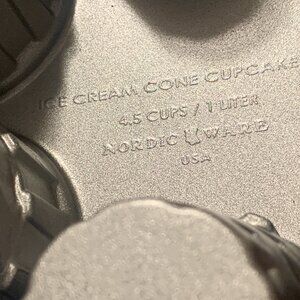 ICE CREAM CONE CUPCAKE
4.5 CUPS / 1 LITER
NORDIC WARE
USA